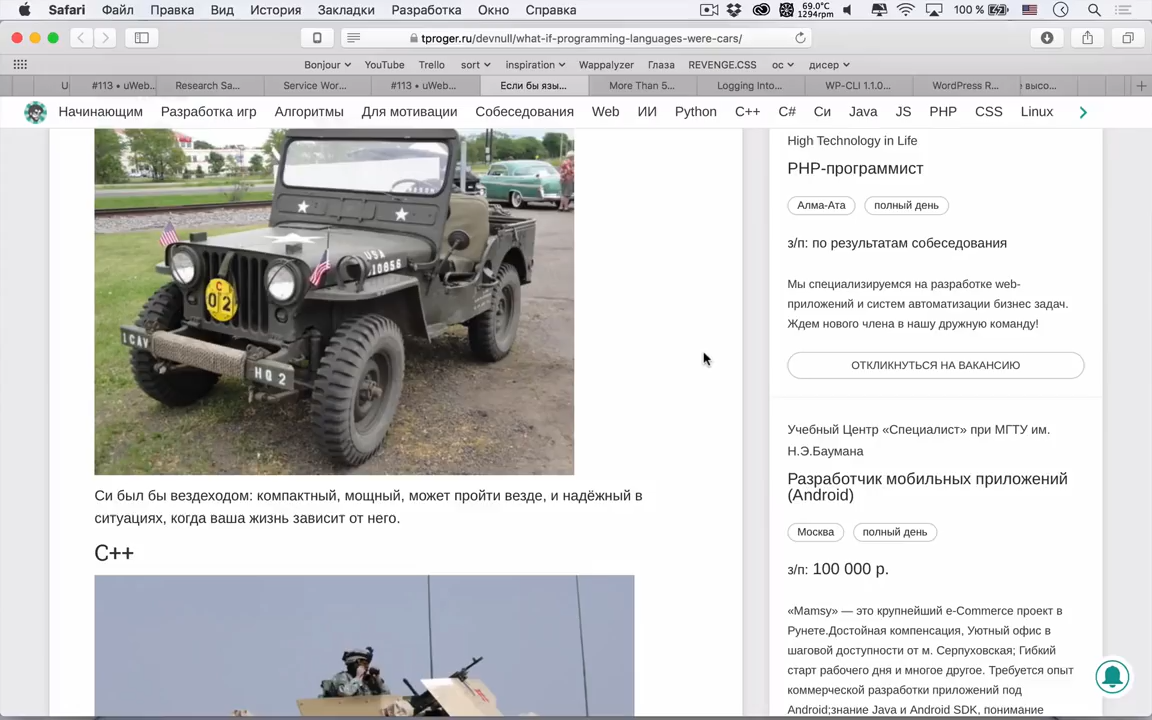 Safari Файл Правка Вид История Закладки Разработка Окно Справка 69.0°C 1294rpm 100 %
tproger.ru/devnull/what-if-programming-languages-were-cars/
Bonjour YouTube Trello sort inspiration Wappalyzer Глаза REVENGE.CSS ос дисер
U #113 • uWeb... Research Sa... Service Wor... #113 • uWeb... Если бы язы... More Than 5... Logging Into... WP-CLI 1.1.0... WordPress R... высо...
Начинающим Разработка игр Алгоритмы Для мотивации Собеседования Web ИИ Python C++ C# Си Java JS PHP CSS Linux
USA
10856
C
02
1 CAV
HQ 2
Си был бы вездеходом: компактный, мощный, может пройти везде, и надёжный в
ситуациях, когда ваша жизнь зависит от него.
C++
High Technology in Life
PHP-программист
Алма-Ата полный день
з/п: по результатам собеседования
Мы специализируемся на разработке web-
приложений и систем автоматизации бизнес задач.
Ждем нового члена в нашу дружную команду!
ОТКЛИКНУТЬСЯ НА ВАКАНСИЮ
Учебный Центр «Специалист» при МГТУ им.
Н.Э.Баумана
Разработчик мобильных приложений
(Android)
Москва полный день
з/п: 100 000 р.
«Mamsy» — это крупнейший e-Commerce проект в
Рунете.Достойная компенсация, Уютный офис в
шаговой доступности от м. Серпуховская; Гибкий
старт рабочего дня и многое другое. Требуется опыт
коммерческой разработки приложений под
Android;знание Java и Android SDK, понимание